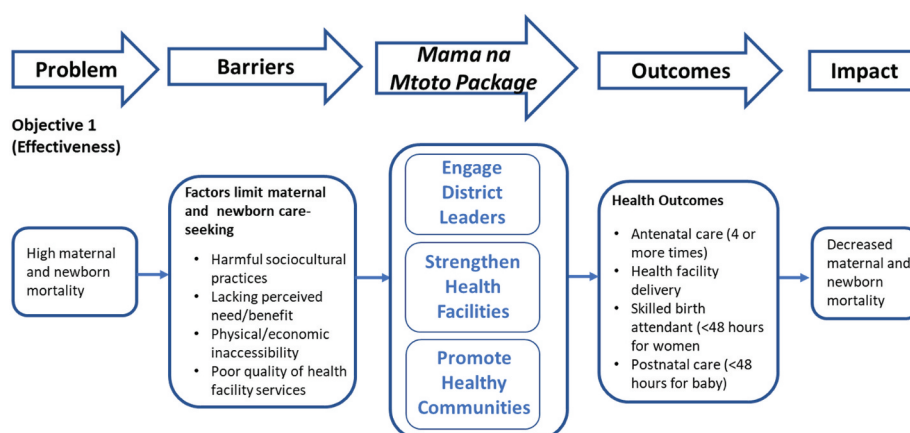 Problem
Barriers
Mama na
Mtoto Package
Outcomes
Impact
Objective 1
(Effectiveness)
High maternal
and newborn
mortality
Factors limit maternal
and newborn care-
seeking
• Harmful sociocultural
practices
• Lacking perceived
need/benefit
• Physical/economic
inaccessibility
• Poor quality of health
facility services
Engage
District
Leaders
Strengthen
Health
Facilities
Promote
Healthy
Communities
Health Outcomes
• Antenatal care (4 or
more times)
• Health facility
delivery
• Skilled birth
attendant (<48 hours
for women
• Postnatal care (<48
hours for baby)
Decreased
maternal and
newborn
mortality